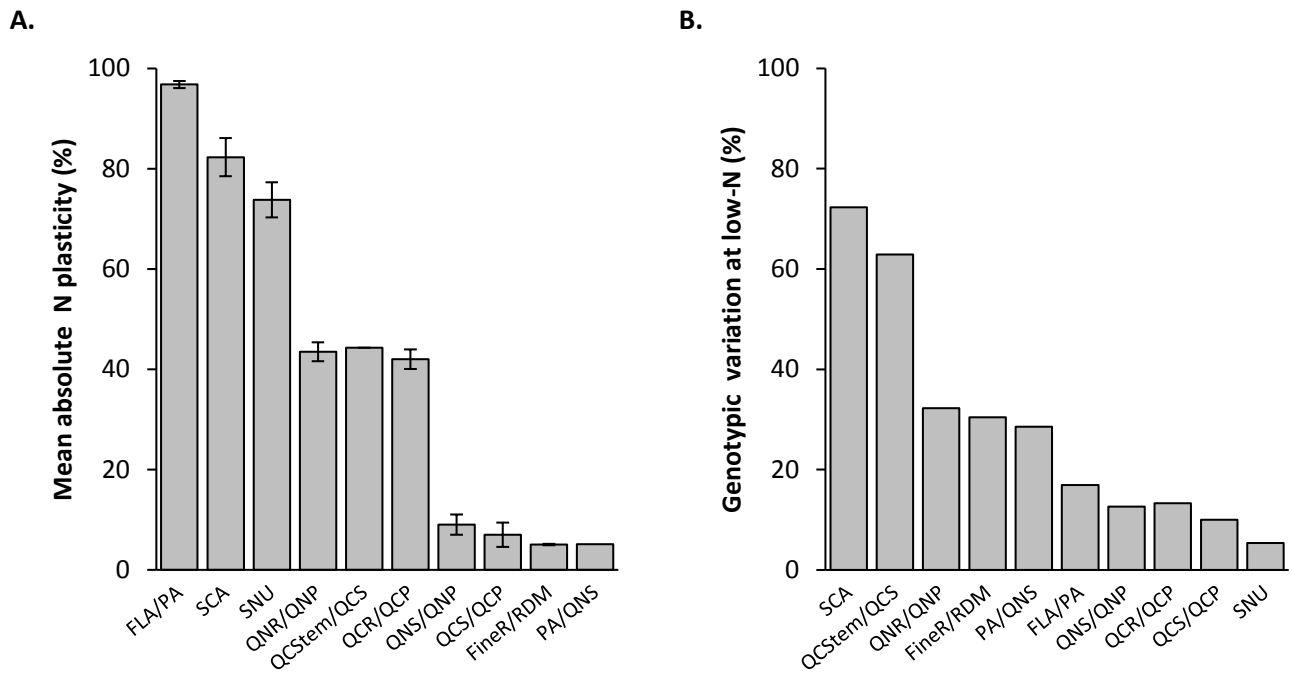 A.
Mean absolute N plasticity (%)
100
80
60
40
20
0
FLA/PA
SCA
SNU
QNR/QNP
QCStem/QCS
QCR/QCP
QNS/QNP
QCS/QCP
FineR/RDM
PA/QNS
B.
Genotypic variation at low-N (%)
100
80
60
40
20
0
SCA
QCStem/QCS
QNR/QNP
FineR/RDM
PA/QNS
FLA/PA
QNS/QNP
QCR/QCP
QCS/QCP
SNU